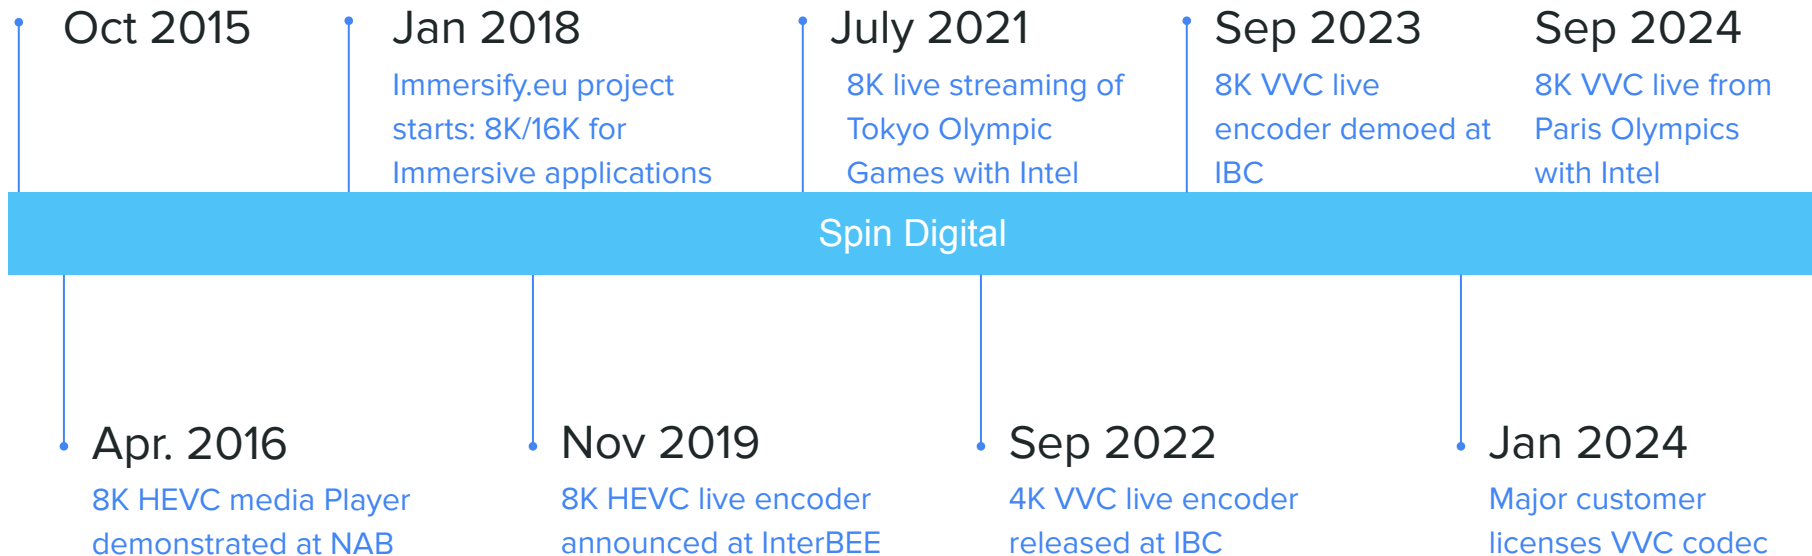 Oct 2015
Jan 2018
Immersify.eu project
starts: 8K/16K for
Immersive applications
July 2021
8K live streaming of
Tokyo Olympic
Games with Intel
Sep 2023
8K VVC live
encoder demoed at
IBC
Sep 2024
8K VVC live from
Paris Olympics
with Intel
Spin Digital
Apr. 2016
8K HEVC media Player
demonstrated at NAB
Nov 2019
8K HEVC live encoder
announced at InterBEE
Sep 2022
4K VVC live encoder
released at IBC
Jan 2024
Major customer
licenses VVC codec